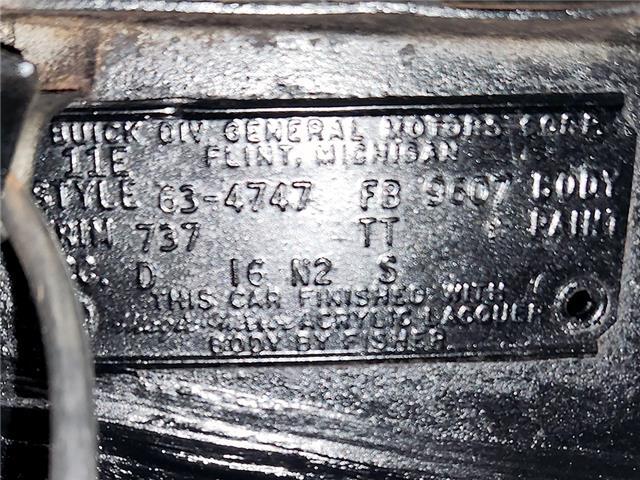 BUICK DIV GENERAL MOTORS CORP.
11E FLINT, MICHIGAN
STYLE 63-4747 FB 9607 BODY
TRIM 737 TT PAINT
D 16 N2 S
THIS CAR FINISHED WITH
ACRYLIC LACQUER
BODY BY FISHER